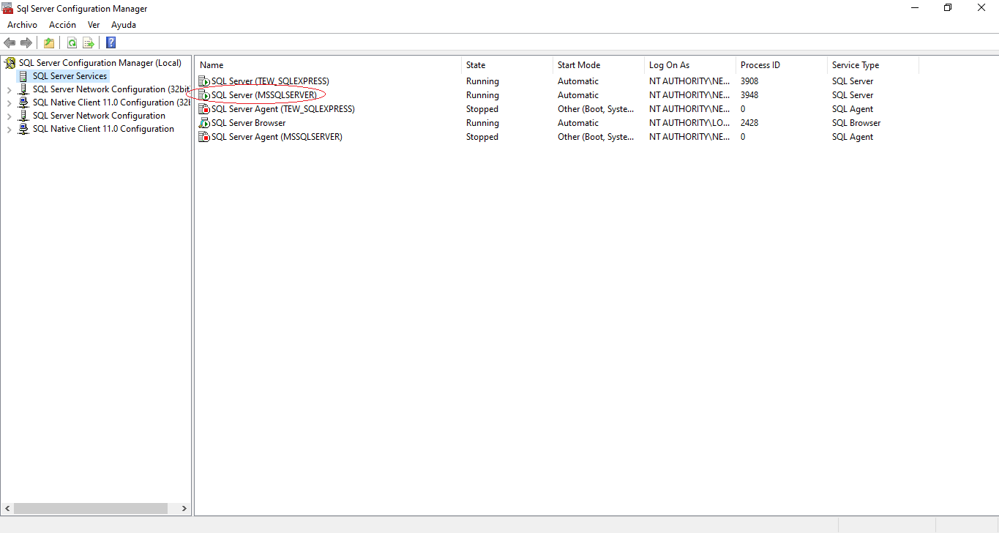 Sql Server Configuration Manager
Archivo Acción Ver Ayuda
SQL Server Configuration Manager (Local)
SQL Server Services
SQL Server Network Configuration (32bit
SQL Native Client 11.0 Configuration (32b
SQL Server Network Configuration
SQL Native Client 11.0 Configuration
Name State Start Mode Log On As Process ID Service Type
SQL Server (TEW_SQLEXPRESS) Running Automatic NT AUTHORITY\NE... 3908 SQL Server
SQL Server (MSSQLSERVER) Running Automatic NT AUTHORITY\NE... 3948 SQL Server
SQL Server Agent (TEW_SQLEXPRESS) Stopped Other (Boot, Syste... NT AUTHORITY\NE... 0 SQL Agent
SQL Server Browser Running Automatic NT AUTHORITY\LO... 2428 SQL Browser
SQL Server Agent (MSSQLSERVER) Stopped Other (Boot, Syste... NT AUTHORITY\NE... 0 SQL Agent